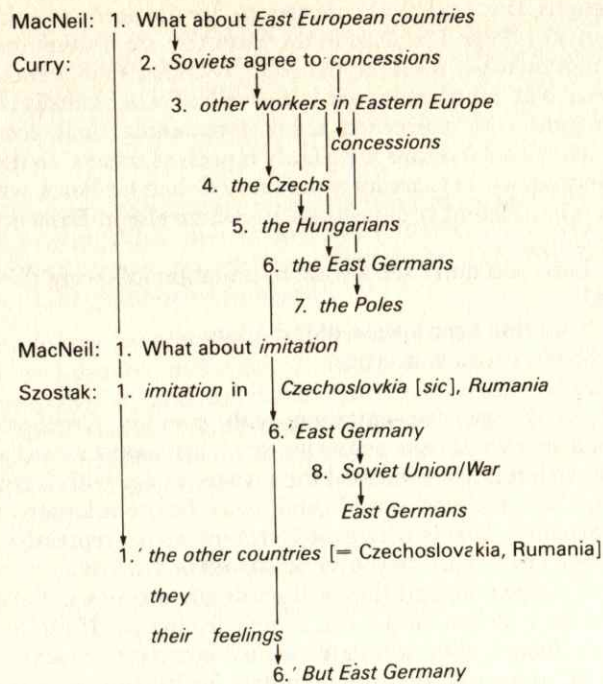 MacNeil: 1. What about East European countries
Curry: 2. Soviets agree to concessions
3. other workers in Eastern Europe
concessions
4. the Czechs
5. the Hungarians
6. the East Germans
7. the Poles
MacNeil: 1. What about imitation
Szostak: 1. imitation in Czechoslovkia [sic], Rumania
6.' East Germany
8. Soviet Union/War
East Germans
1.' the other countries [= Czechoslovakia, Rumania]
they
their feelings
6.' But East Germany